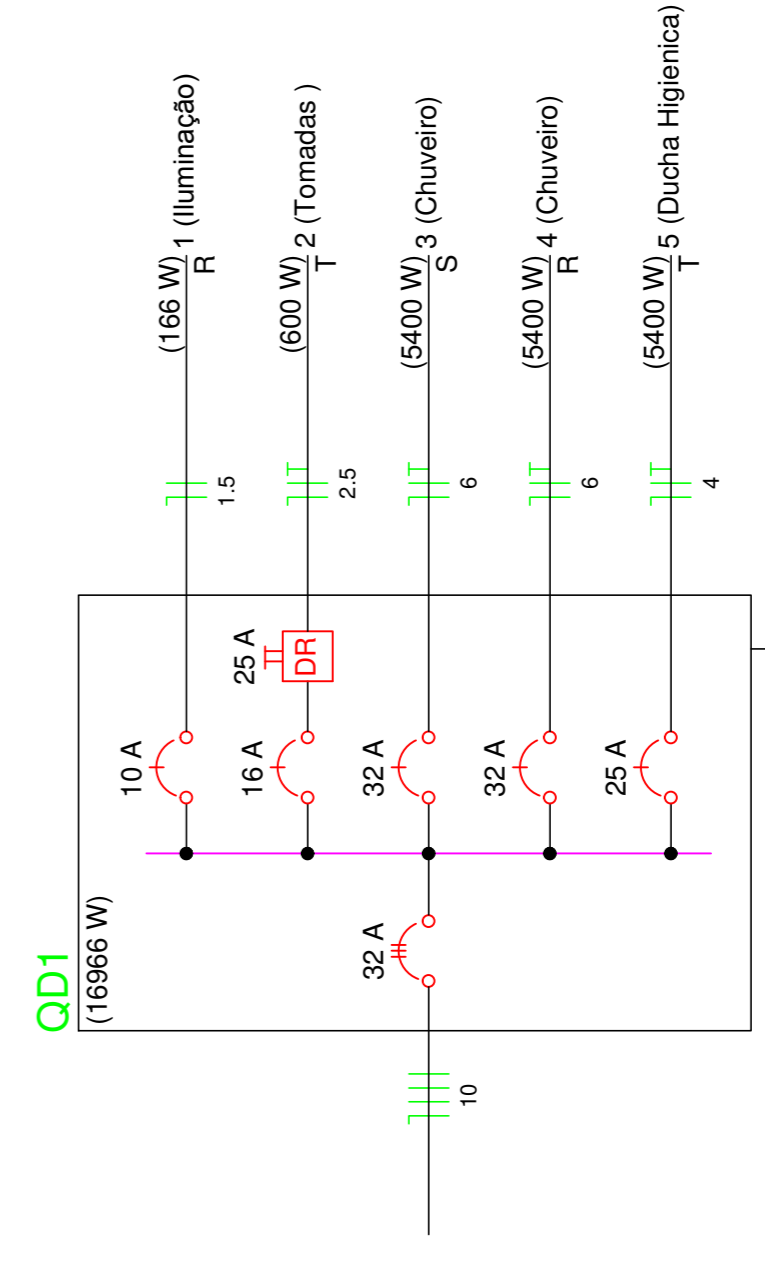 QD1
(16966 W)
10
32 A
10 A
1.5
(166 W)
1 (Iluminação)
R
16 A
25 A
DR
2.5
(600 W)
2 (Tomadas )
T
32 A
6
(5400 W)
3 (Chuveiro)
S
32 A
6
(5400 W)
4 (Chuveiro)
R
25 A
4
(5400 W)
5 (Ducha Higienica)
T